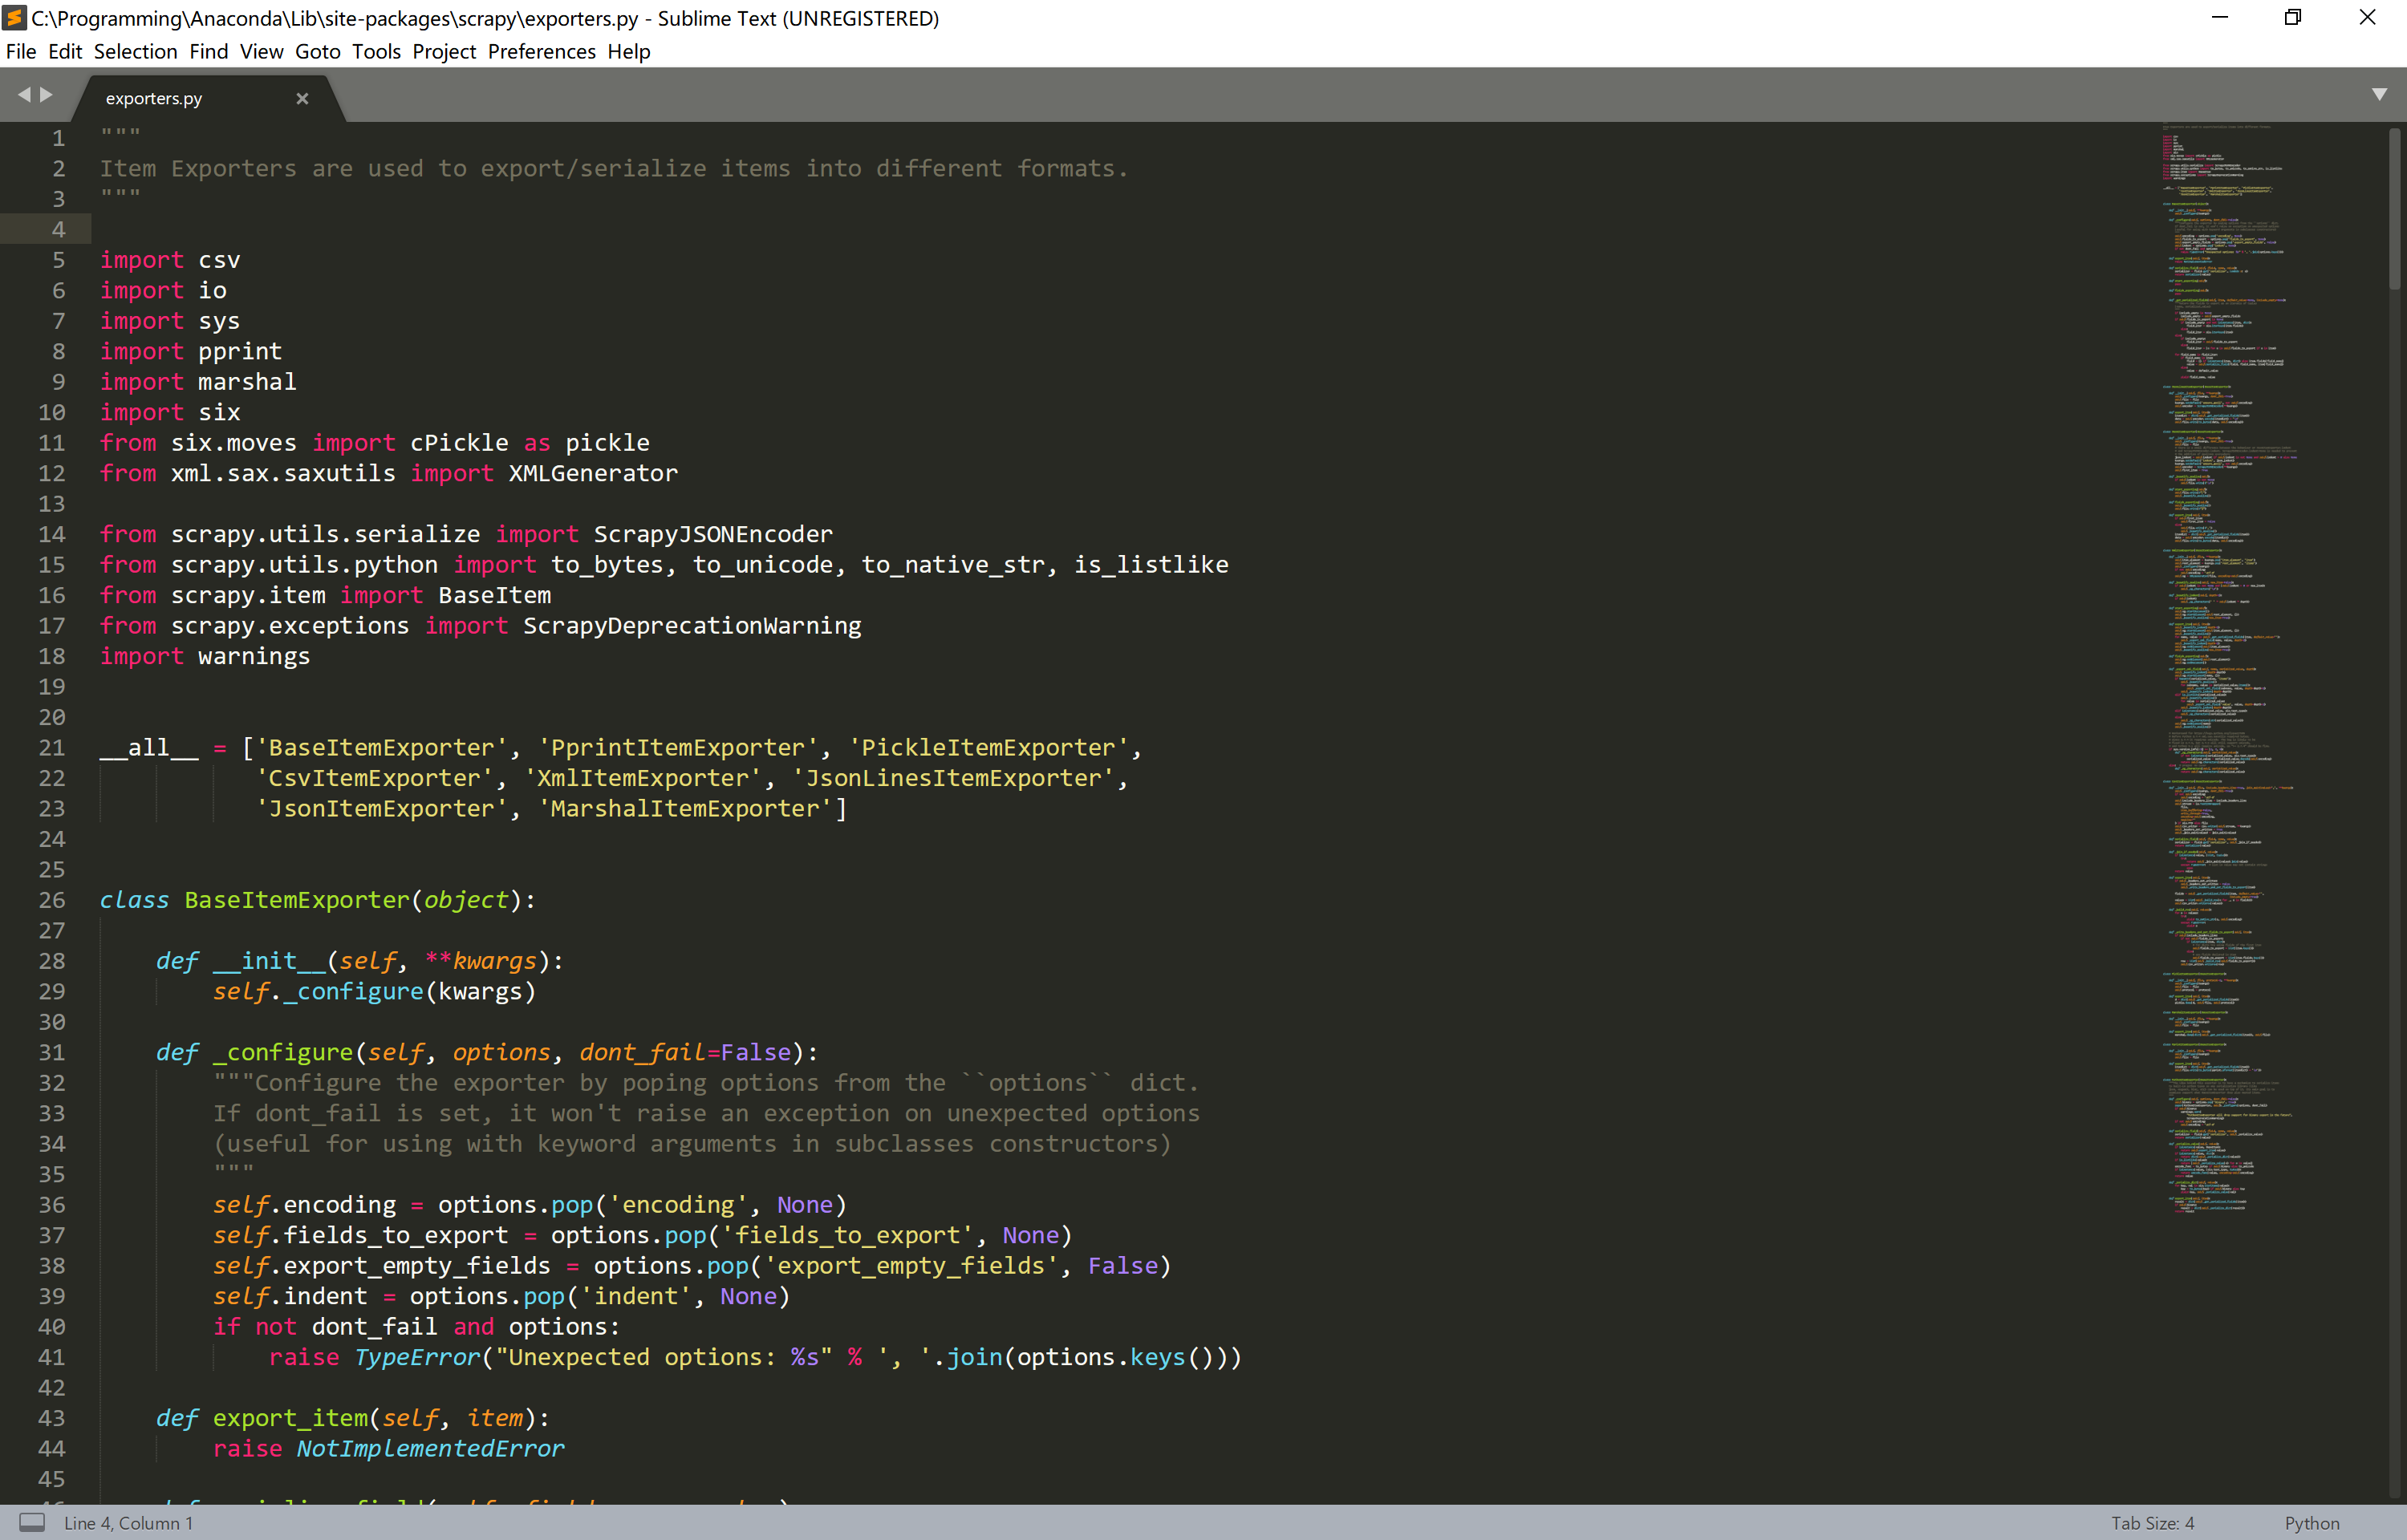 C:\Programming\Anaconda\Lib\site-packages\scrapy\exporters.py - Sublime Text (UNREGISTERED)
File Edit Selection Find View Goto Tools Project Preferences Help
exporters.py
1 """
2 Item Exporters are used to export/serialize items into different formats.
3 """
4
5 import csv
6 import io
7 import sys
8 import pprint
9 import marshal
10 import six
11 from six.moves import cPickle as pickle
12 from xml.sax.saxutils import XMLGenerator
13
14 from scrapy.utils.serialize import ScrapyJSONEncoder
15 from scrapy.utils.python import to_bytes, to_unicode, to_native_str, is_listlike
16 from scrapy.item import BaseItem
17 from scrapy.exceptions import ScrapyDeprecationWarning
18 import warnings
19
20
21 __all__ = ['BaseItemExporter', 'PprintItemExporter', 'PickleItemExporter',
22 'CsvItemExporter', 'XmlItemExporter', 'JsonLinesItemExporter',
23 'JsonItemExporter', 'MarshalItemExporter']
24
25
26 class BaseItemExporter(object):
27
28 def __init__(self, **kwargs):
29 self._configure(kwargs)
30
31 def _configure(self, options, dont_fail=False):
32 """Configure the exporter by poping options from the ``options`` dict.
33 If dont_fail is set, it won't raise an exception on unexpected options
34 (useful for using with keyword arguments in subclasses constructors)
35 """
36 self.encoding = options.pop('encoding', None)
37 self.fields_to_export = options.pop('fields_to_export', None)
38 self.export_empty_fields = options.pop('export_empty_fields', False)
39 self.indent = options.pop('indent', None)
40 if not dont_fail and options:
41 raise TypeError("Unexpected options: %s" % ', '.join(options.keys()))
42
43 def export_item(self, item):
44 raise NotImplementedError
45
Line 4, Column 1
Tab Size: 4
Python